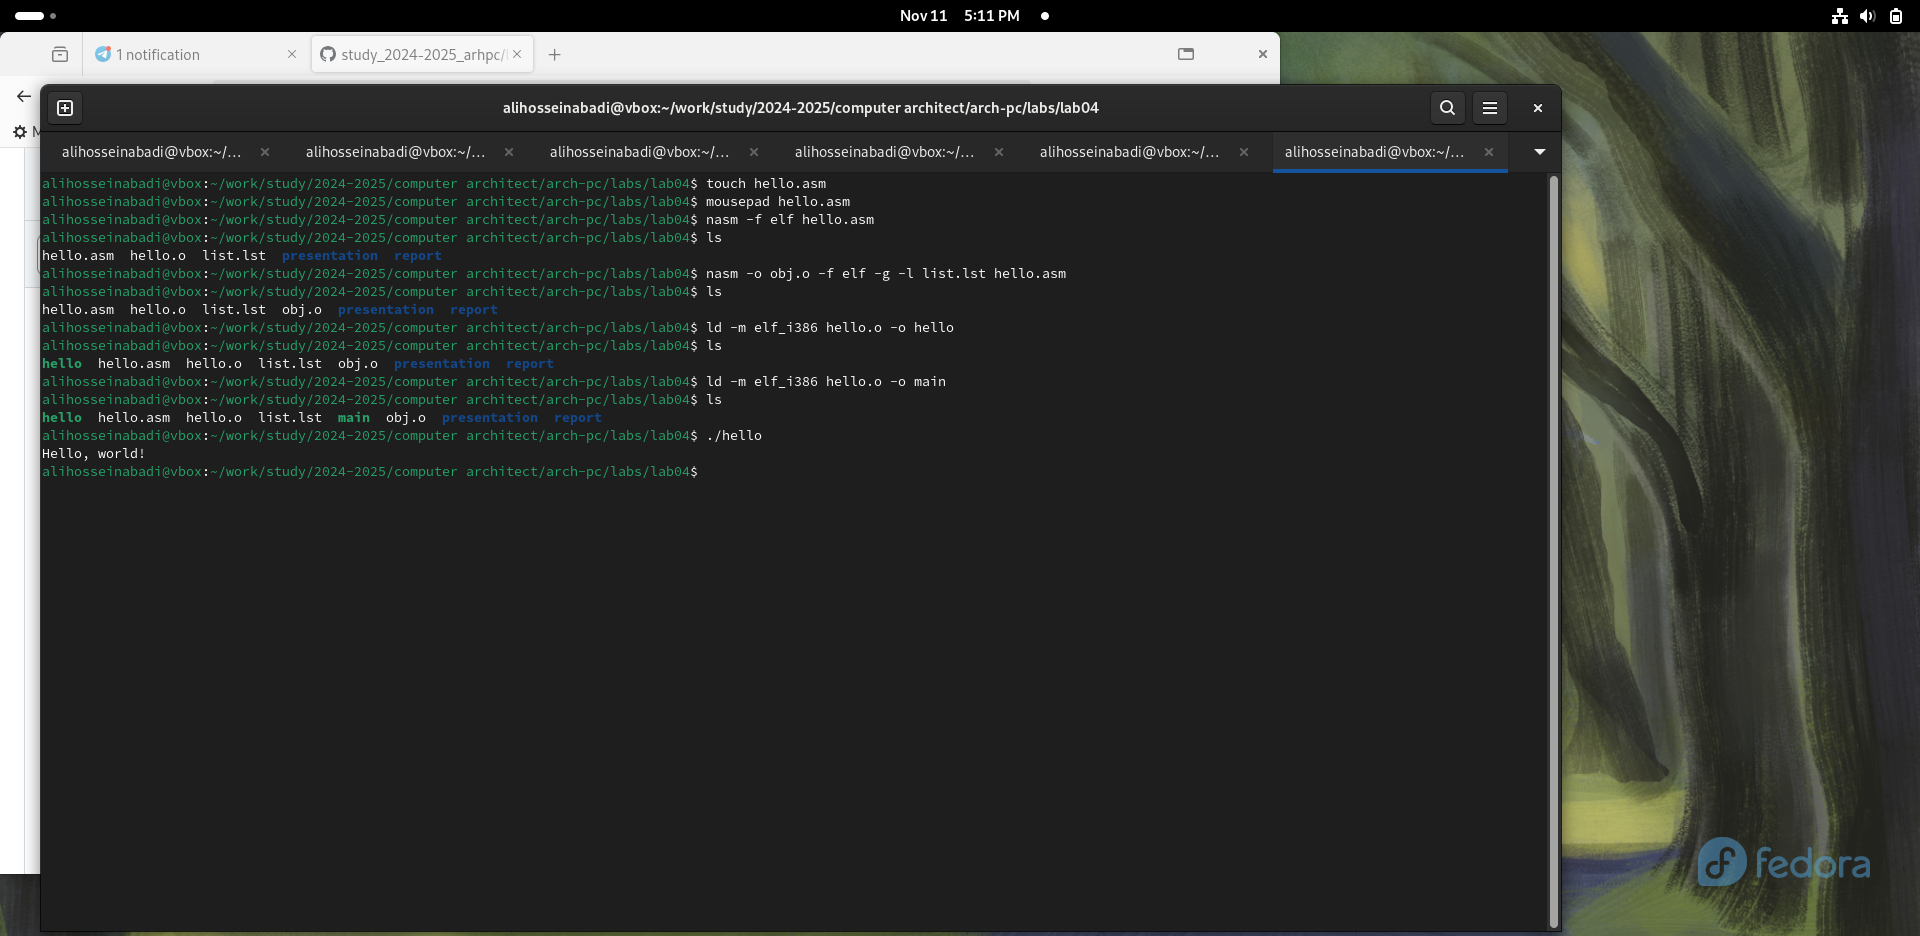 Nov 11 5:11 PM
1 notification
study_2024-2025_arhpc/
alihosseinabadi@vbox:~/work/study/2024-2025/computer architect/arch-pc/labs/lab04
alihosseinabadi@vbox:~/... alihosseinabadi@vbox:~/... alihosseinabadi@vbox:~/... alihosseinabadi@vbox:~/... alihosseinabadi@vbox:~/... alihosseinabadi@vbox:~/...
alihosseinabadi@vbox:~/work/study/2024-2025/computer architect/arch-pc/labs/lab04$ touch hello.asm
alihosseinabadi@vbox:~/work/study/2024-2025/computer architect/arch-pc/labs/lab04$ mousepad hello.asm
alihosseinabadi@vbox:~/work/study/2024-2025/computer architect/arch-pc/labs/lab04$ nasm -f elf hello.asm
alihosseinabadi@vbox:~/work/study/2024-2025/computer architect/arch-pc/labs/lab04$ ls
hello.asm hello.o list.lst presentation report
alihosseinabadi@vbox:~/work/study/2024-2025/computer architect/arch-pc/labs/lab04$ nasm -o obj.o -f elf -g -l list.lst hello.asm
alihosseinabadi@vbox:~/work/study/2024-2025/computer architect/arch-pc/labs/lab04$ ls
hello.asm hello.o list.lst obj.o presentation report
alihosseinabadi@vbox:~/work/study/2024-2025/computer architect/arch-pc/labs/lab04$ ld -m elf_i386 hello.o -o hello
alihosseinabadi@vbox:~/work/study/2024-2025/computer architect/arch-pc/labs/lab04$ ls
hello hello.asm hello.o list.lst obj.o presentation report
alihosseinabadi@vbox:~/work/study/2024-2025/computer architect/arch-pc/labs/lab04$ ld -m elf_i386 hello.o -o main
alihosseinabadi@vbox:~/work/study/2024-2025/computer architect/arch-pc/labs/lab04$ ls
hello hello.asm hello.o list.lst main obj.o presentation report
alihosseinabadi@vbox:~/work/study/2024-2025/computer architect/arch-pc/labs/lab04$ ./hello
Hello, world!
alihosseinabadi@vbox:~/work/study/2024-2025/computer architect/arch-pc/labs/lab04$
fedora